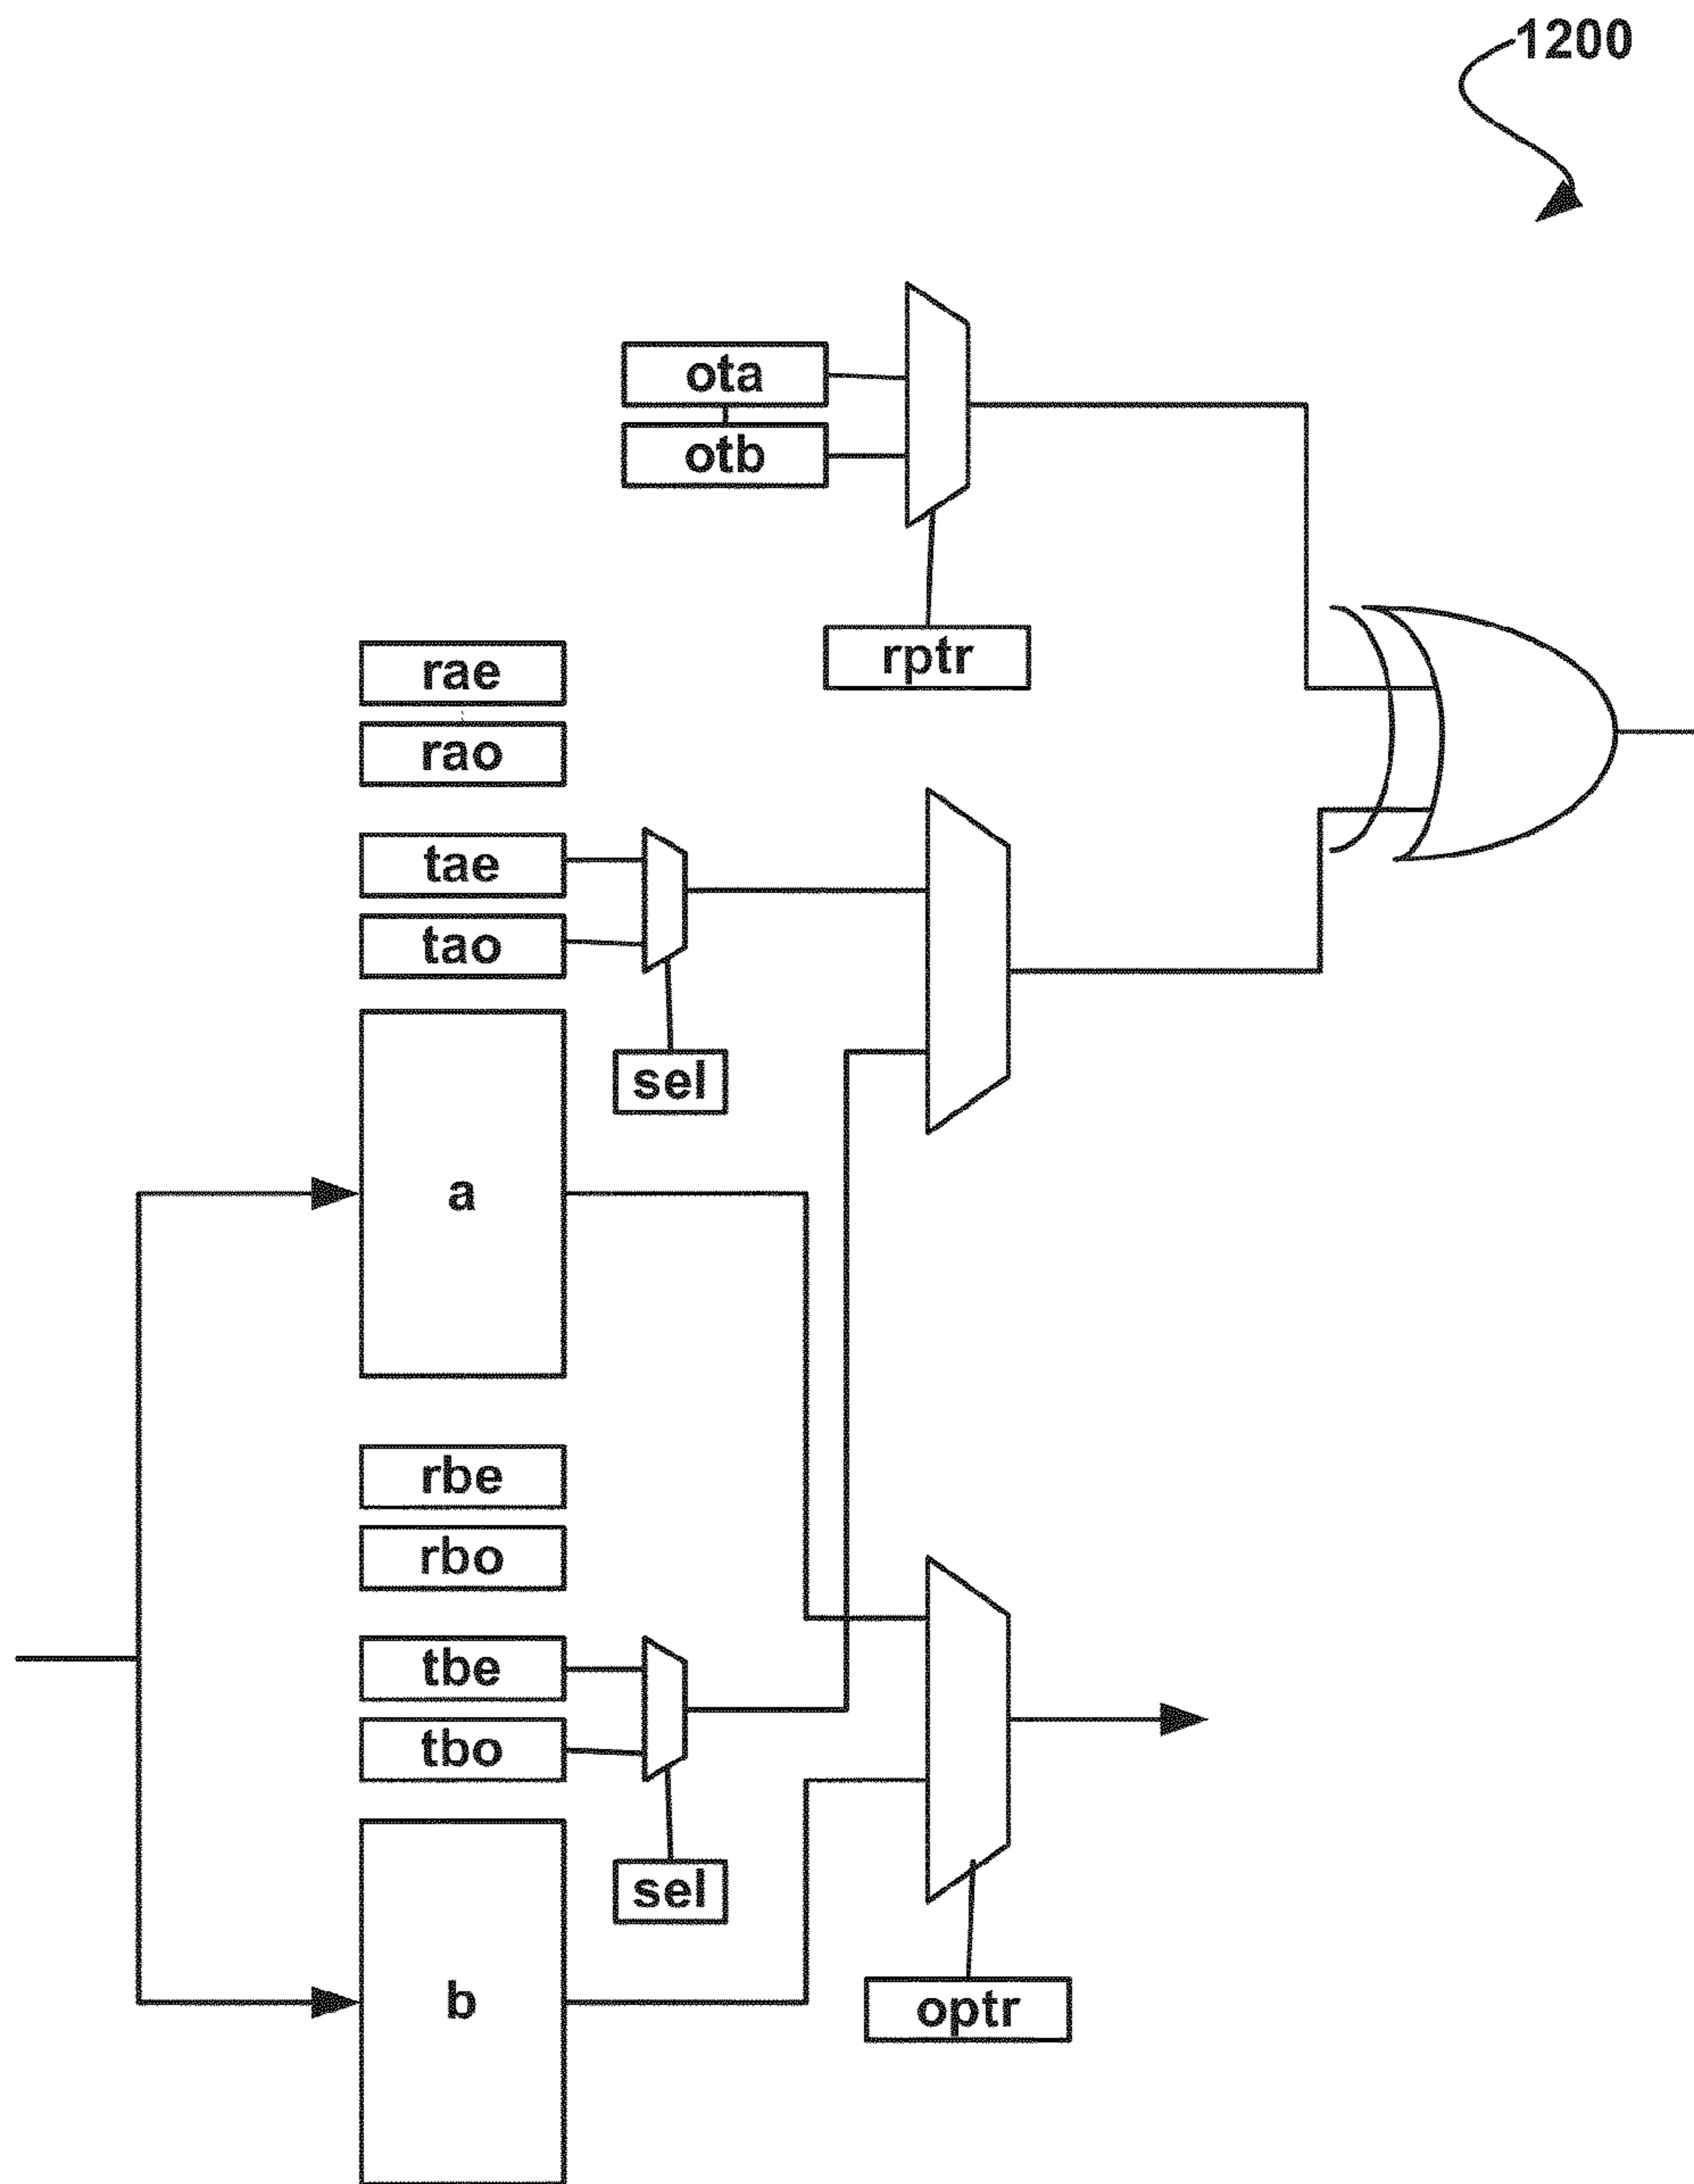 1200
ota
otb
rptr
rae
rao
tae
tao
sel
a
rbe
rbo
tbe
tbo
sel
b
optr